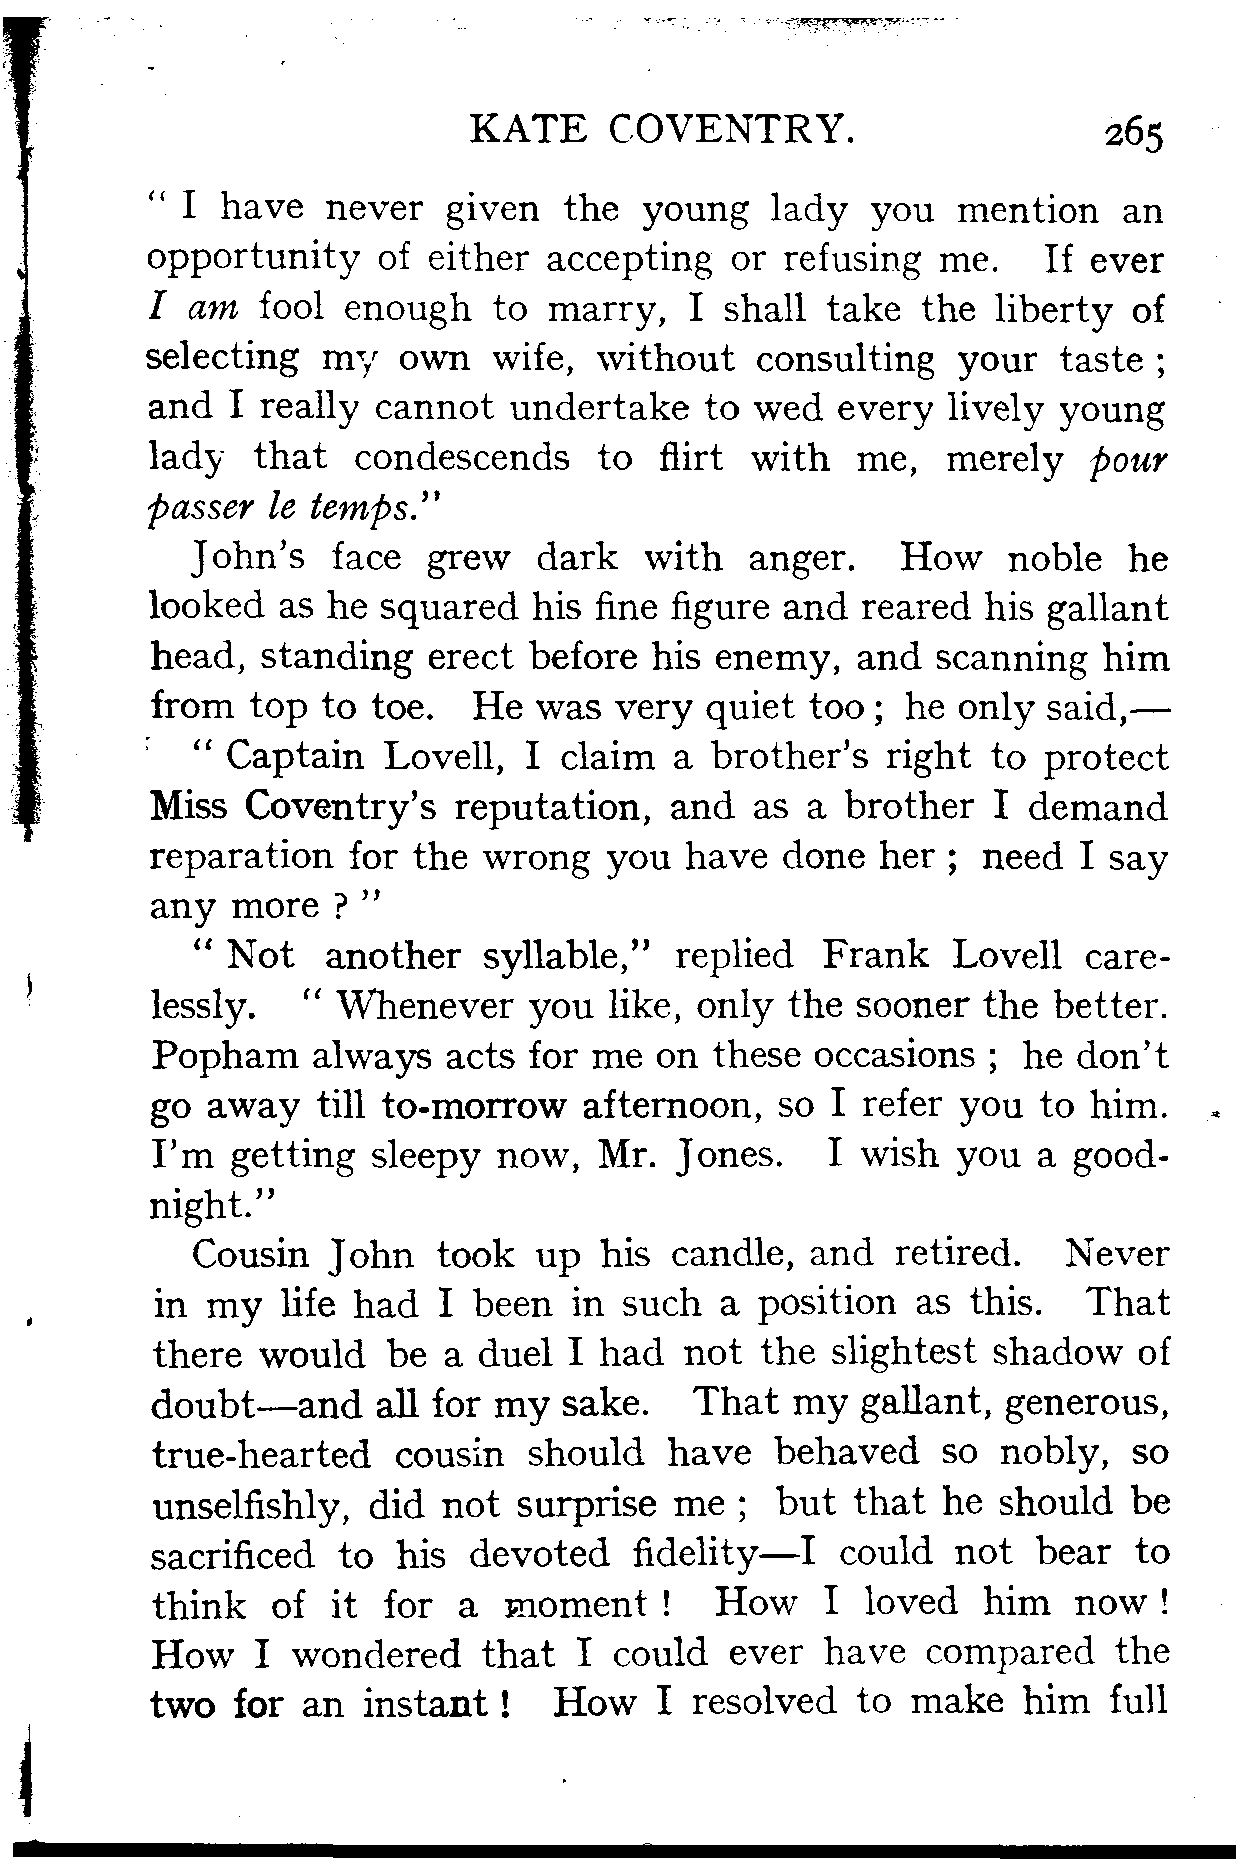 KATE COVENTRY. 265
" I have never given the young lady you mention an
opportunity of either accepting or refusing me. If ever
I am fool enough to marry, I shall take the liberty of
selecting my own wife, without consulting your taste ;
and I really cannot undertake to wed every lively young
lady that condescends to flirt with me, merely pour
passer le temps."
John's face grew dark with anger. How noble he
looked as he squared his fine figure and reared his gallant
head, standing erect before his enemy, and scanning him
from top to toe. He was very quiet too ; he only said,—
" Captain Lovell, I claim a brother's right to protect
Miss Coventry's reputation, and as a brother I demand
reparation for the wrong you have done her ; need I say
any more ? "
" Not another syllable," replied Frank Lovell care-
lessly. " Whenever you like, only the sooner the better.
Popham always acts for me on these occasions ; he don't
go away till to-morrow afternoon, so I refer you to him.
I'm getting sleepy now, Mr. Jones. I wish you a good-
night."
Cousin John took up his candle, and retired. Never
in my life had I been in such a position as this. That
there would be a duel I had not the slightest shadow of
doubt—and all for my sake. That my gallant, generous,
true-hearted cousin should have behaved so nobly, so
unselfishly, did not surprise me ; but that he should be
sacrificed to his devoted fidelity—I could not bear to
think of it for a moment ! How I loved him now !
How I wondered that I could ever have compared the
two for an instant ! How I resolved to make him full